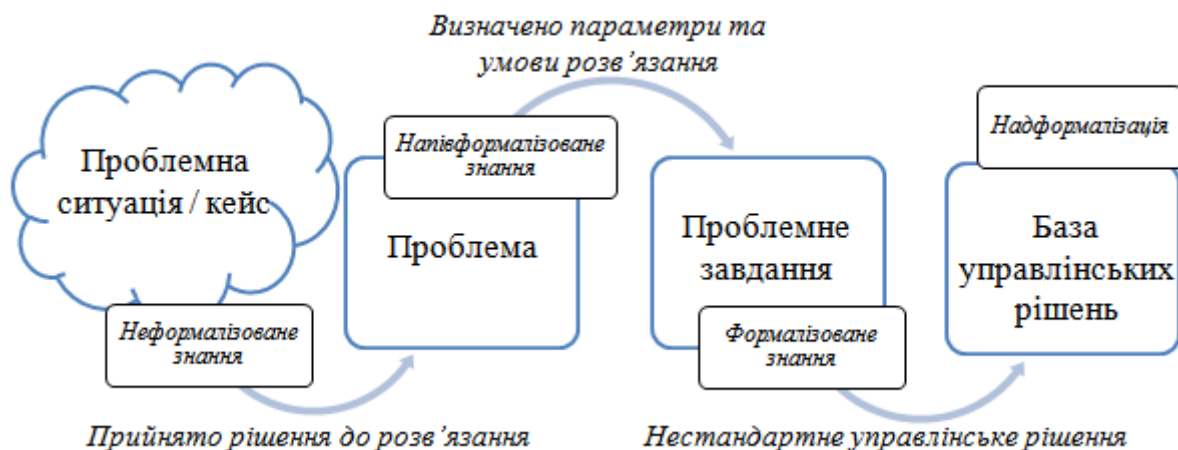 Визначено параметри та
умови розв’язання
Проблемна
ситуація / кейс
Неформалізоване
знання
Напівформалізоване
знання
Проблема
Проблемне
завдання
Формалізоване
знання
Надформалізація
База
управлінських
рішень
Прийнято рішення до розв’язання
Нестандартне управлінське рішення